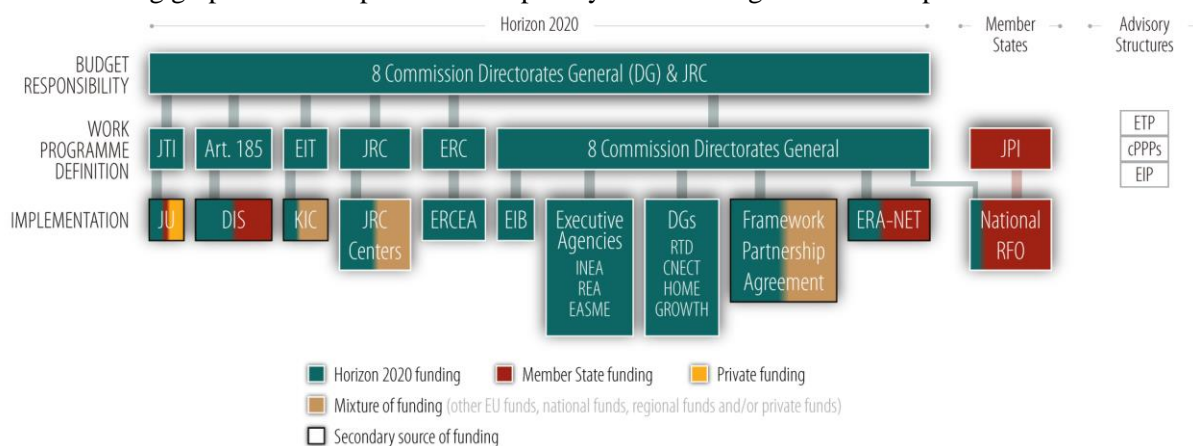 Horizon 2020
Member
States
Advisory
Structures
BUDGET
RESPONSIBILITY
8 Commission Directorates General (DG) & JRC
WORK
PROGRAMME
DEFINITION
JTI
Art. 185
EIT
JRC
ERC
8 Commission Directorates General
JPI
ETP
cPPPs
EIP
IMPLEMENTATION
JU
DIS
KIC
JRC
Centers
ERCEA
EIB
Executive
Agencies
INEA
REA
EASME
DGs
RTD
CNECT
HOME
GROWTH
Framework
Partnership
Agreement
ERA-NET
National
RFO
Horizon 2020 funding
Member State funding
Private funding
Mixture of funding (other EU funds, national funds, regional funds and/or private funds)
Secondary source of funding